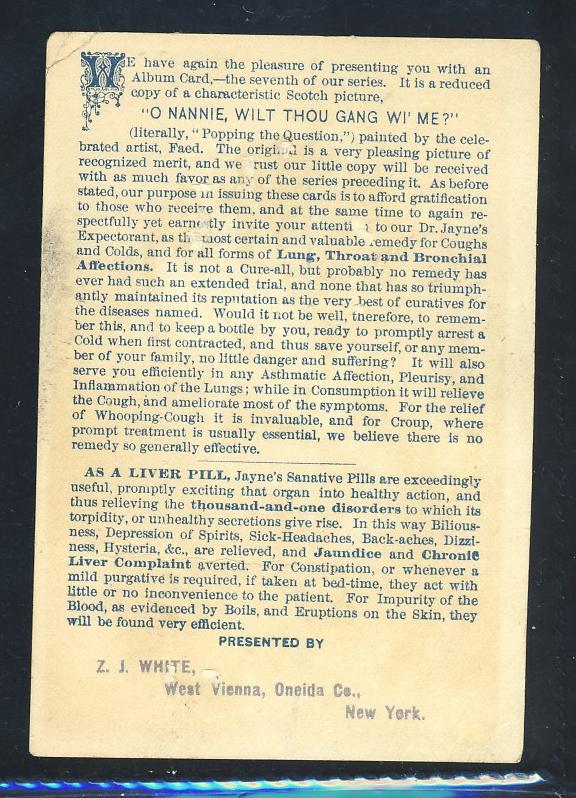 WE have again the pleasure of presenting you with an
Album Card,—the seventh of our series. It is a reduced
copy of a characteristic Scotch picture,
"O NANNIE, WILT THOU GANG WI' ME?"
(literally, "Popping the Question,") painted by the cele-
brated artist, Faed. The original is a very pleasing picture of
recognized merit, and we rust our little copy will be received
with as much favor as any of the series preceding it. As before
stated, our purpose in issuing these cards is to afford gratification
to those who receive them, and at the same time to again re-
spectfully yet earnestly invite your attenti to our Dr. Jayne's
Expectorant, as the most certain and valuable remedy for Coughs
and Colds, and for all forms of Lung, Throat and Bronchial
Affections. It is not a Cure-all, but probably no remedy has
ever had such an extended trial, and none that has so triumph-
antly maintained its reputation as the very best of curatives for
the diseases named. Would it not be well, therefore, to remem-
ber this, and to keep a bottle by you, ready to promptly arrest a
Cold when first contracted, and thus save yourself, or any mem-
ber of your family, no little danger and suffering? It will also
serve you efficiently in any Asthmatic Affection, Pleurisy, and
Inflammation of the Lungs; while in Consumption it will relieve
the Cough, and ameliorate most of the symptoms. For the relief
of Whooping-Cough it is invaluable, and for Croup, where
prompt treatment is usually essential, we believe there is no
remedy so generally effective.
AS A LIVER PILL, Jayne's Sanative Pills are exceedingly
useful, promptly exciting that organ into healthy action, and
thus relieving the thousand-and-one disorders to which its
torpidity, or unhealthy secretions give rise. In this way Bilious-
ness, Depression of Spirits, Sick-Headaches, Back-aches, Dizzi-
ness, Hysteria, &c., are relieved, and Jaundice and Chronic
Liver Complaint averted. For Constipation, or whenever a
mild purgative is required, if taken at bed-time, they act with
little or no inconvenience to the patient. For Impurity of the
Blood, as evidenced by Boils, and Eruptions on the Skin, they
will be found very efficient.
PRESENTED BY
Z. J. WHITE,
West Vienna, Oneida Co.,
New York.